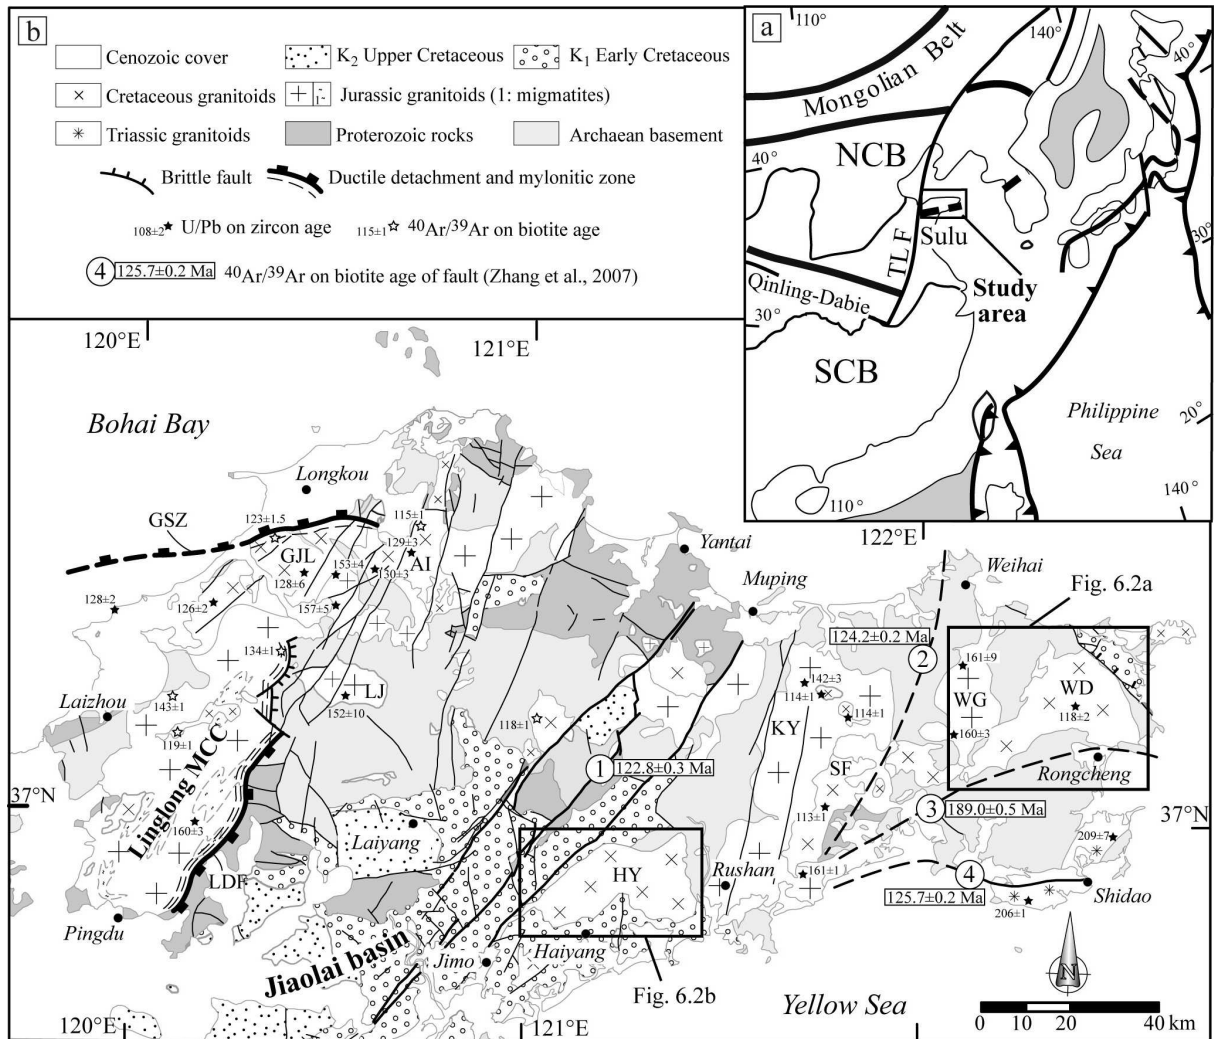 b
Cenozoic cover
K2 Upper Cretaceous
K1 Early Cretaceous
Cretaceous granitoids
Jurassic granitoids (1: migmatites)
Triasssic granitoids
Proterozoic rocks
Archaean basement
Brittle fault
Ductile detachment and mylonitic zone
108±2 U/Pb on zircon age
115±1 40Ar/39Ar on biotite age
4 125.7±0.2 Ma 40Ar/39Ar on biotite age of fault (Zhang et al., 2007)
a
110°
140°
40°
Mongolian Belt
40°
NCB
TLF
Sulu
30°
Qinling-Dabie
Study
area
30°
SCB
Philippine
Sea
20°
110°
140°
120°E
121°E
Bohai Bay
Longkou
GSZ
123±1.5
115±1
129±3
GJL
153±4
AI
128±6
130±3
128±2
126±2
157±5
Yantai
122°E
Weihai
Fig. 6.2a
Muping
124.2±0.2 Ma
2
134±1
LJ
152±10
Laizhou
143±1
119±1
118±1
142±3
114±1
114±1
KY
161±9
WG
WD
118±2
160±3
1 122.8±0.3 Ma
SF
Rongcheng
37°N
Linglong MCC
160±3
Laiyang
113±1
3 189.0±0.5 Ma
37°N
209±7
HY
161±1
4
125.7±0.2 Ma
Rushan
206±1
Shidao
LDF
Pingdu
Jiaolai basin
Jimo
Haiyang
Fig. 6.2b
Yellow Sea
N
0 10 20 40 km
120°E
121°E